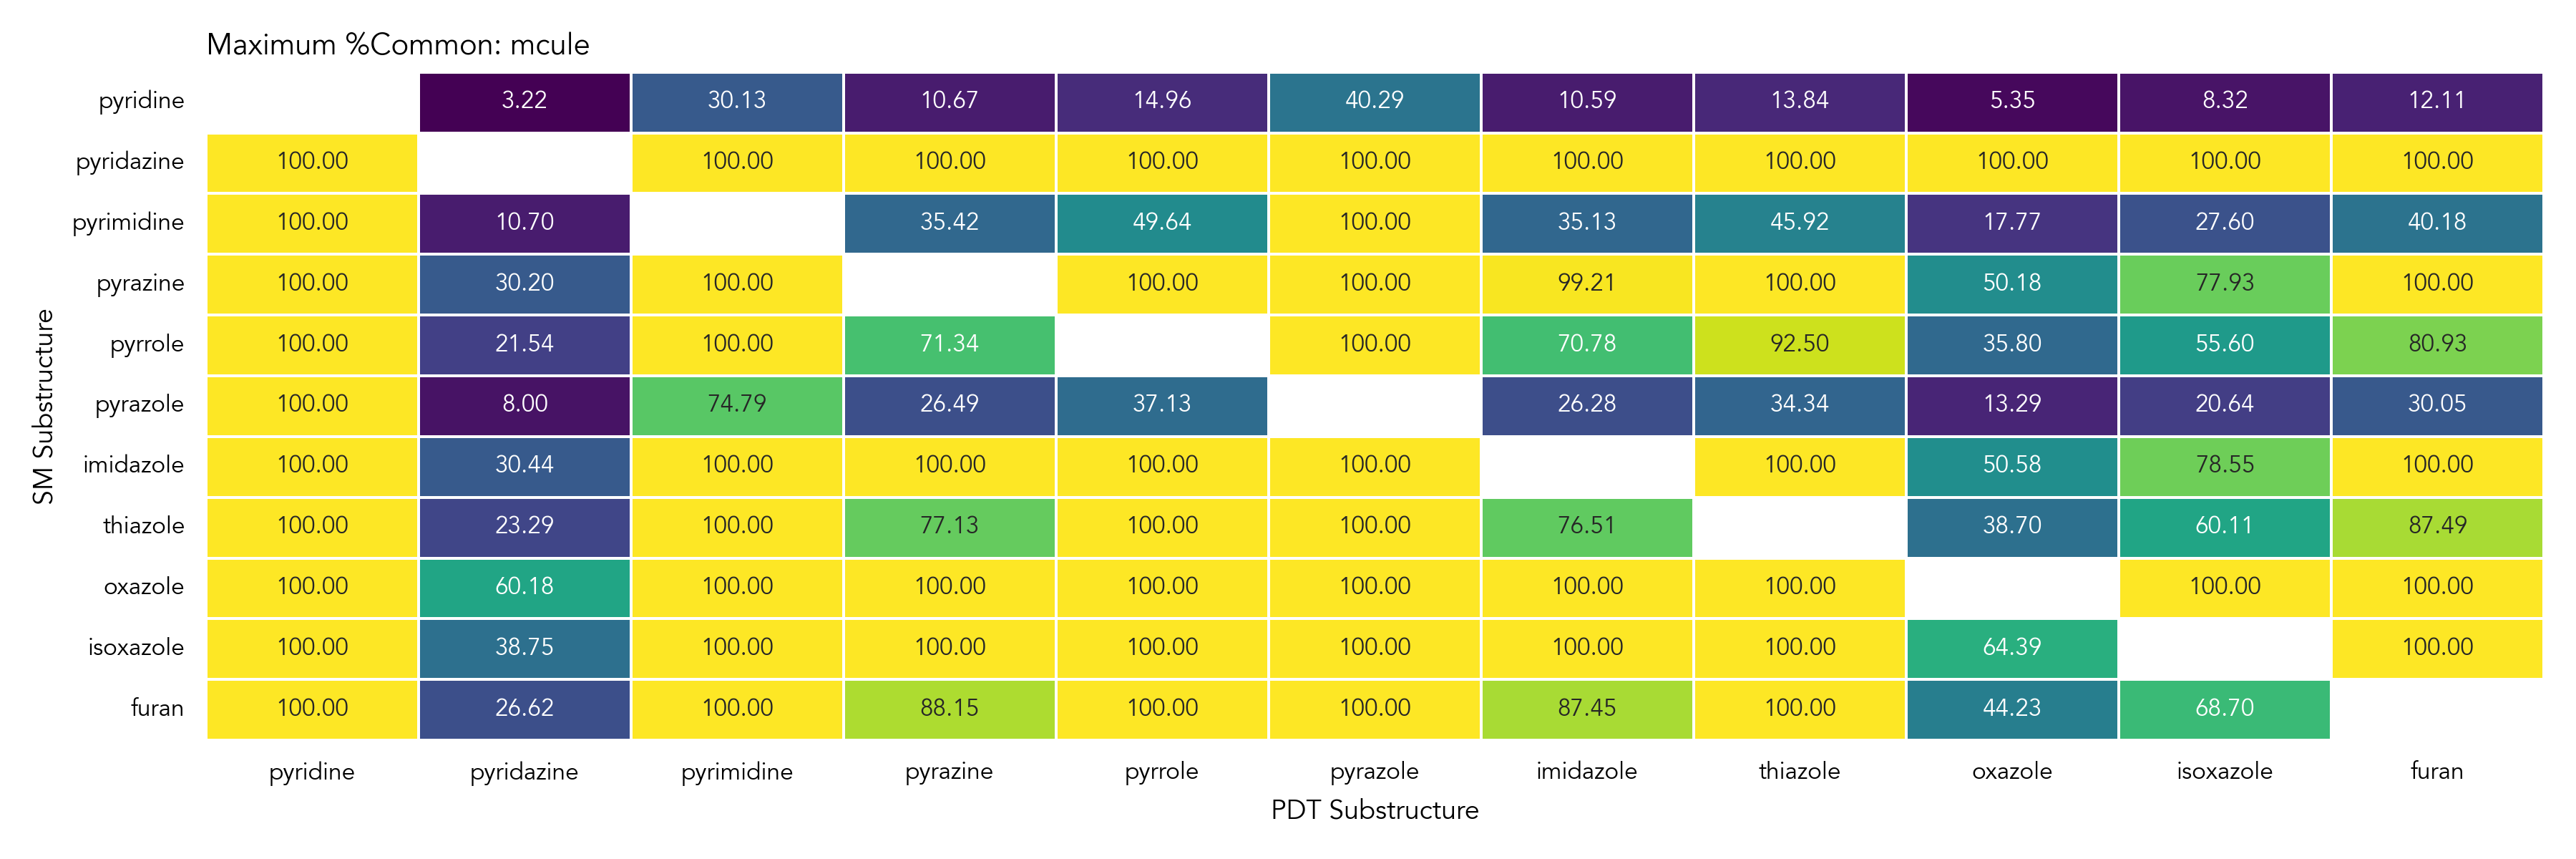 Maximum %Common: mcule
pyridine 3.22 30.13 10.67 14.96 40.29 10.59 13.84 5.35 8.32 12.11
pyridazine 100.00 100.00 100.00 100.00 100.00 100.00 100.00 100.00 100.00 100.00
pyrimidine 100.00 10.70 35.42 49.64 100.00 35.13 45.92 17.77 27.60 40.18
pyrazine 100.00 30.20 100.00 100.00 100.00 99.21 100.00 50.18 77.93 100.00
pyrrole 100.00 21.54 100.00 71.34 100.00 70.78 92.50 35.80 55.60 80.93
pyrazole 100.00 8.00 74.79 26.49 37.13 26.28 34.34 13.29 20.64 30.05
imidazole 100.00 30.44 100.00 100.00 100.00 100.00 100.00 50.58 78.55 100.00
thiazole 100.00 23.29 100.00 77.13 100.00 100.00 76.51 38.70 60.11 87.49
oxazole 100.00 60.18 100.00 100.00 100.00 100.00 100.00 100.00 100.00 100.00
isoxazole 100.00 38.75 100.00 100.00 100.00 100.00 100.00 100.00 64.39 100.00
furan 100.00 26.62 100.00 88.15 100.00 100.00 87.45 100.00 44.23 68.70
SM Substructure
pyridine pyridazine pyrimidine pyrazine pyrrole pyrazole imidazole thiazole oxazole isoxazole furan
PDT Substructure